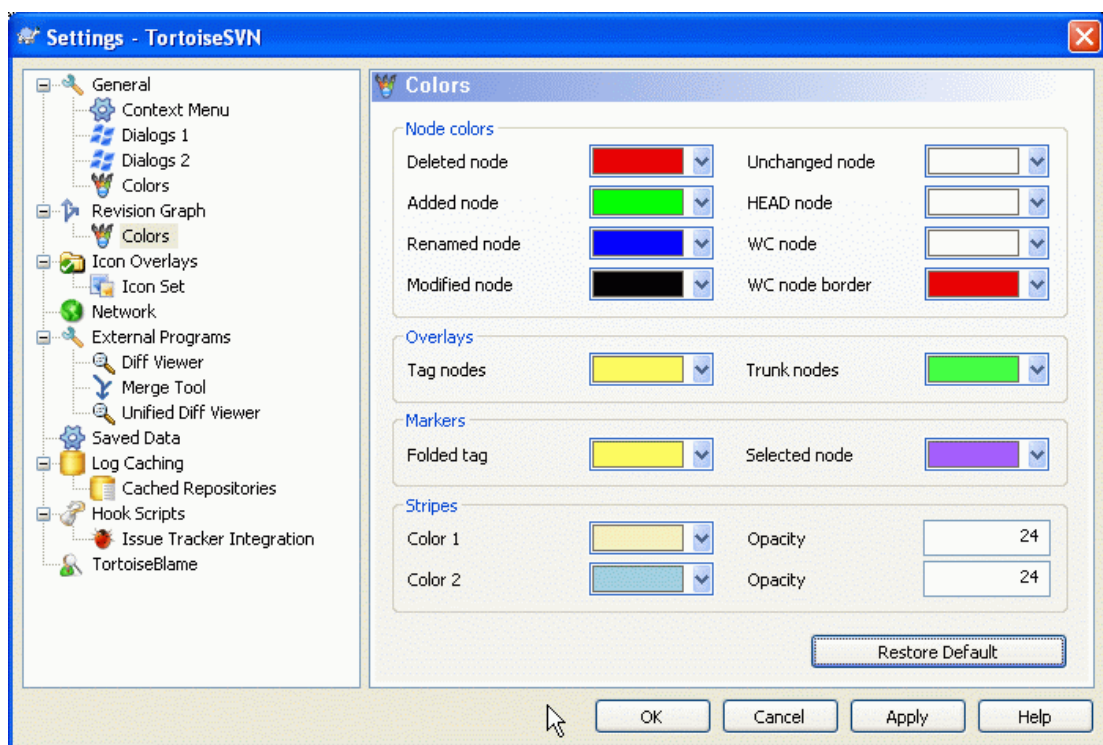 Settings - TortoiseSVN
General
Context Menu
Dialogs 1
Dialogs 2
Colors
Revision Graph
Colors
Icon Overlays
Icon Set
Network
External Programs
Diff Viewer
Merge Tool
Unified Diff Viewer
Saved Data
Log Caching
Cached Repositories
Hook Scripts
Issue Tracker Integration
TortoiseBlame
Colors
Node colors
Deleted node Unchanged node
Added node HEAD node
Renamed node WC node
Modified node WC node border
Overlays
Tag nodes Trunk nodes
Markers
Folded tag Selected node
Stripes
Color 1 Opacity 24
Color 2 Opacity 24
Restore Default
OK Cancel Apply Help